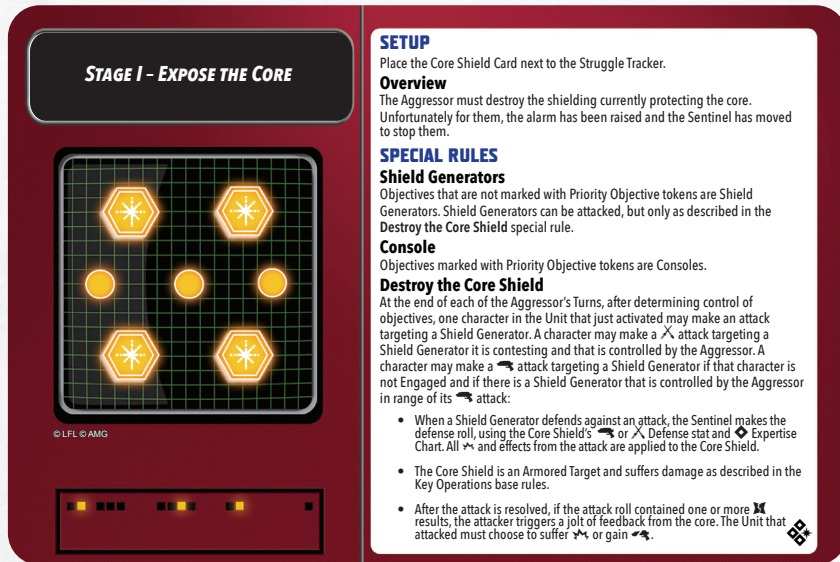 STAGE I – EXPOSE THE CORE
© LFL © AMG
SETUP
Place the Core Shield Card next to the Struggle Tracker.
Overview
The Aggressor must destroy the shielding currently protecting the core.
Unfortunately for them, the alarm has been raised and the Sentinel has moved
to stop them.
SPECIAL RULES
Shield Generators
Objectives that are not marked with Priority Objective tokens are Shield
Generators. Shield Generators can be attacked, but only as described in the
Destroy the Core Shield special rule.
Console
Objectives marked with Priority Objective tokens are Consoles.
Destroy the Core Shield
At the end of each of the Aggressor's Turns, after determining control of
objectives, one character in the Unit that just activated may make an attack
targeting a Shield Generator. A character may make a attack targeting a
Shield Generator it is contesting and that is controlled by the Aggressor. A
character may make a attack targeting a Shield Generator if that character is
not Engaged and if there is a Shield Generator that is controlled by the Aggressor
in range of its attack:
• When a Shield Generator defends against an attack, the Sentinel makes the
defense roll, using the Core Shield's or Defense stat and Expertise
Chart. All and effects from the attack are applied to the Core Shield.
• The Core Shield is an Armored Target and suffers damage as described in the
Key Operations base rules.
• After the attack is resolved, if the attack roll contained one or more
results, the attacker triggers a jolt of feedback from the core. The Unit that
attacked must choose to suffer or gain .